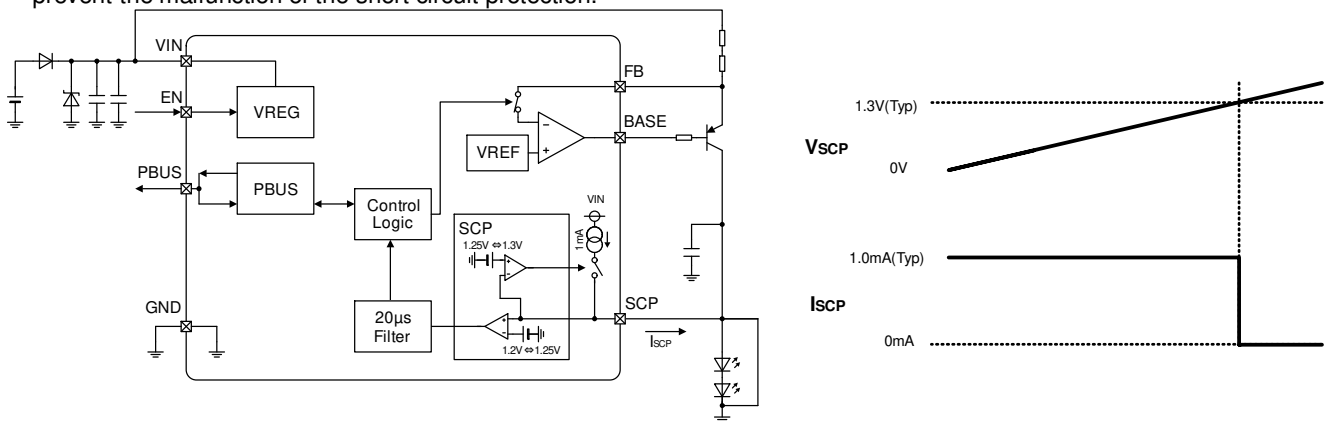 prevent the malfunction of the short circuit protection.
VIN
EN
VREG
PBUS
PBUS
GND
Control
Logic
20μs
Filter
VREF
FB
BASE
SCP
1.25V ⇔ 1.3V
1.2V ⇔ 1.25V
VIN
1mA
SCP
ISCP
VSCP
1.3V(Typ)
0V
ISCP
1.0mA(Typ)
0mA